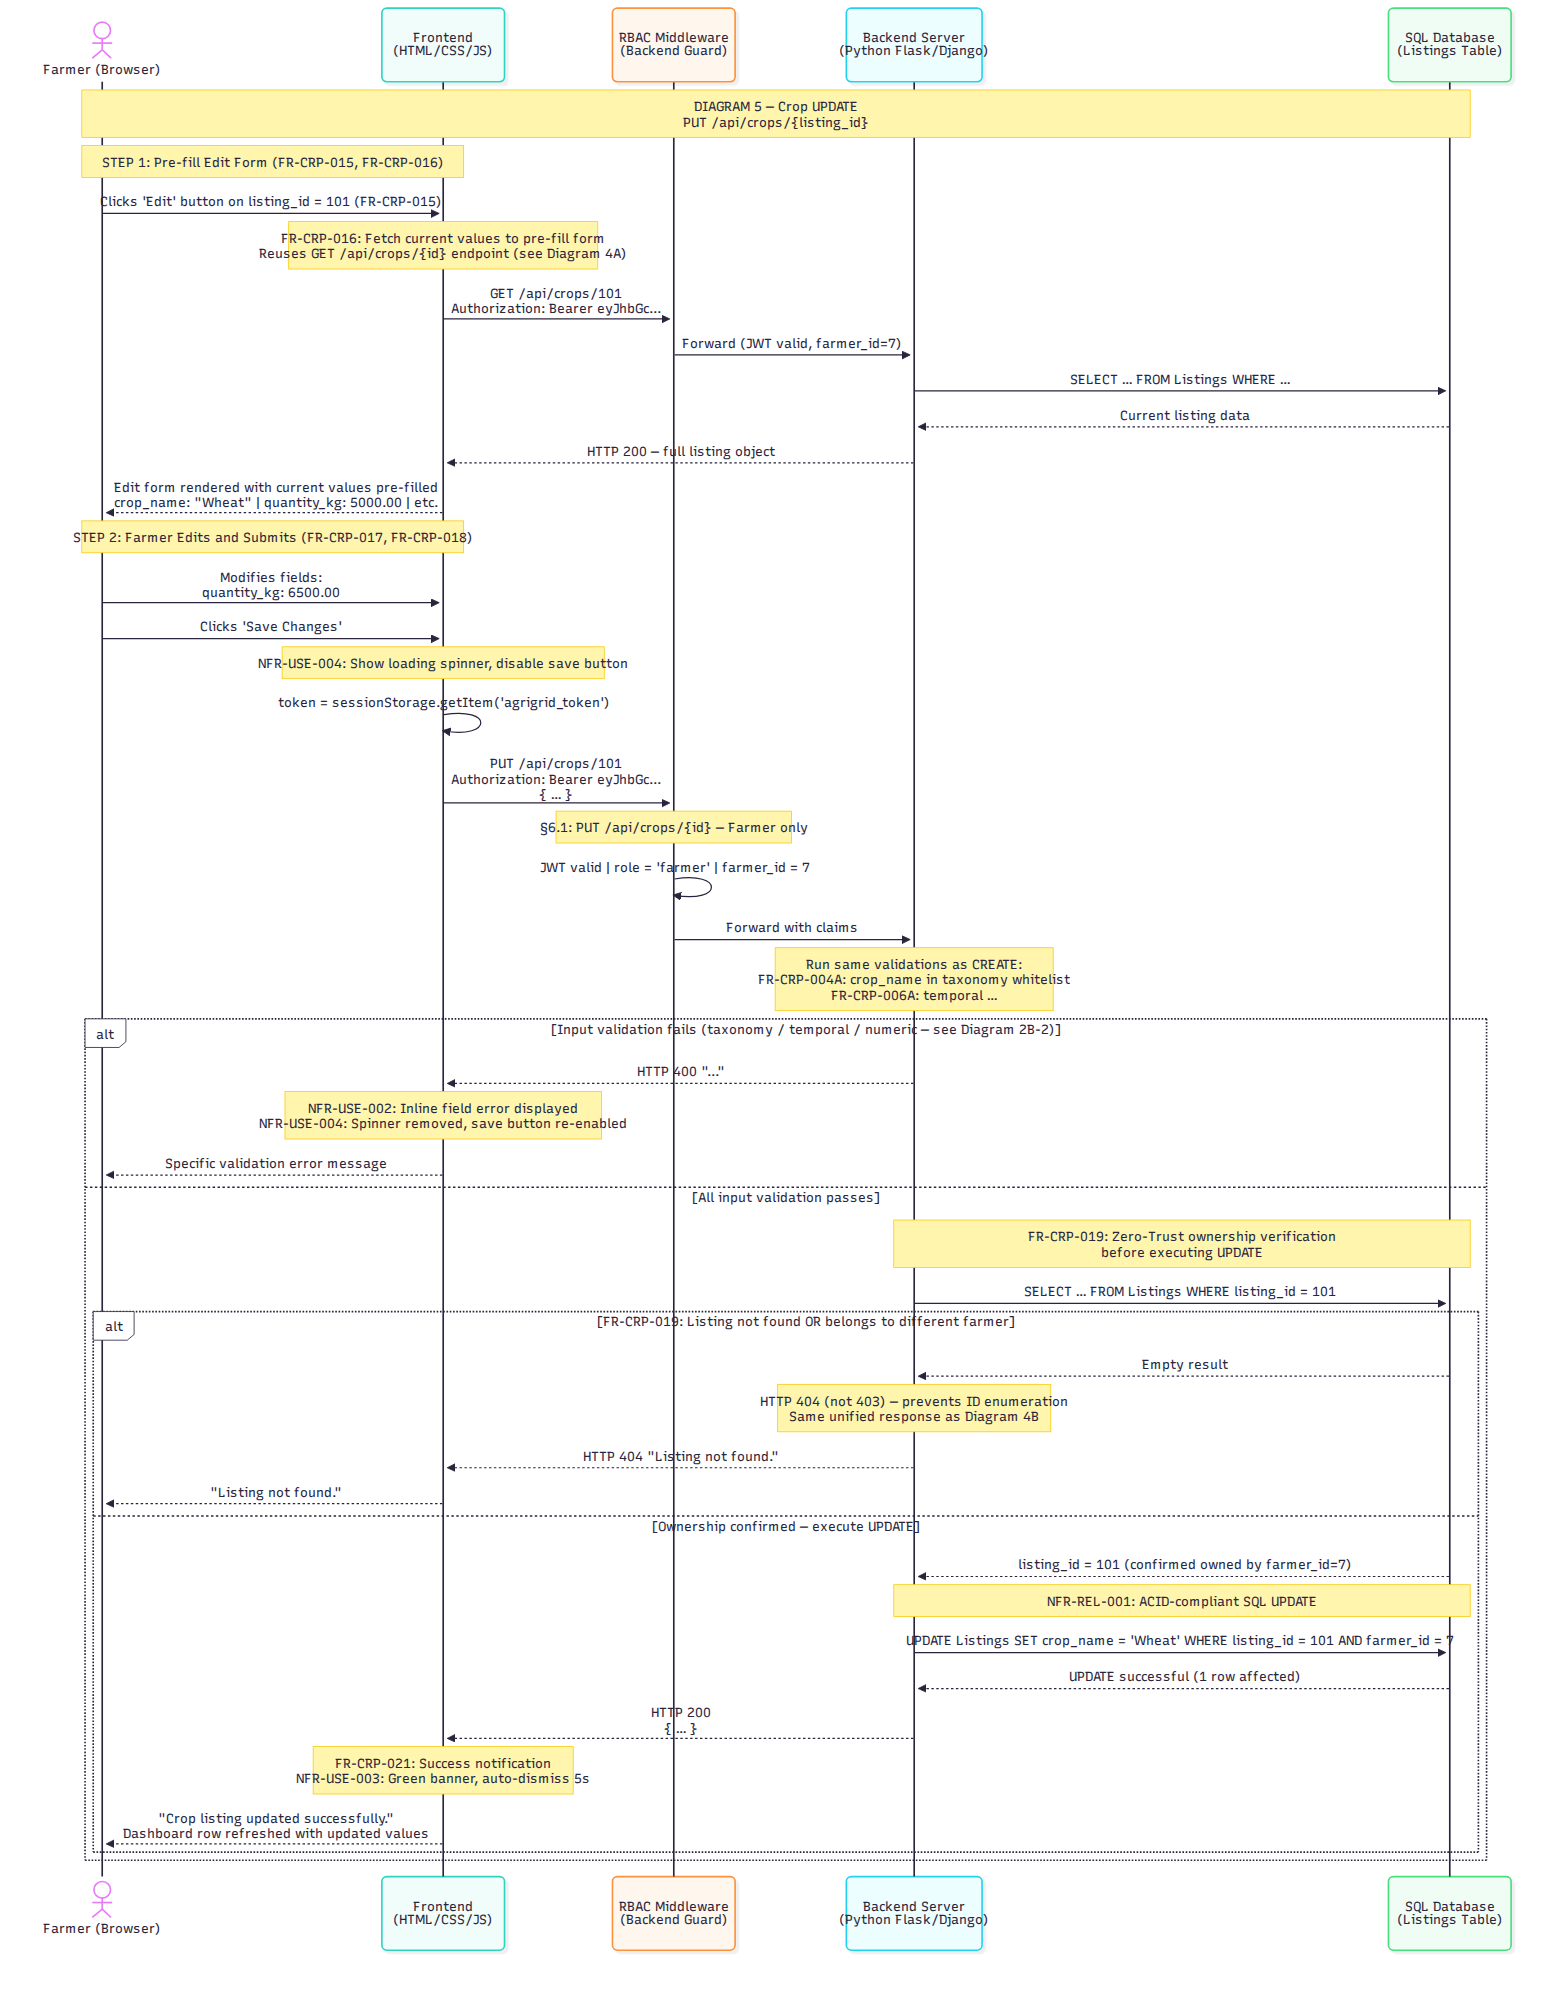 Farmer (Browser)
Frontend
(HTML/CSS/JS)
RBAC Middleware
(Backend Guard)
Backend Server
(Python Flask/Django)
SQL Database
(Listings Table)
DIAGRAM 5 – Crop UPDATE
PUT /api/crops/{listing_id}
STEP 1: Pre-fill Edit Form (FR-CRP-015, FR-CRP-016)
Clicks 'Edit' button on listing_id = 101 (FR-CRP-015)
FR-CRP-016: Fetch current values to pre-fill form
Reuses GET /api/crops/{id} endpoint (see Diagram 4A)
GET /api/crops/101
Authorization: Bearer eyJhbGc...
Forward (JWT valid, farmer_id=7)
SELECT ... FROM Listings WHERE ...
Current listing data
HTTP 200 – full listing object
Edit form rendered with current values pre-filled
crop_name: "Wheat" | quantity_kg: 5000.00 | etc.
STEP 2: Farmer Edits and Submits (FR-CRP-017, FR-CRP-018)
Modifies fields:
quantity_kg: 6500.00
Clicks 'Save Changes'
NFR-USE-004: Show loading spinner, disable save button
token = sessionStorage.getItem('agrigrid_token')
PUT /api/crops/101
Authorization: Bearer eyJhbGc...
{ ... }
§6.1: PUT /api/crops/{id} – Farmer only
JWT valid | role = 'farmer' | farmer_id = 7
Forward with claims
Run same validations as CREATE:
FR-CRP-004A: crop_name in taxonomy whitelist
FR-CRP-006A: temporal ...
alt
[Input validation fails (taxonomy / temporal / numeric – see Diagram 2B-2)]
HTTP 400 "..."
NFR-USE-002: Inline field error displayed
NFR-USE-004: Spinner removed, save button re-enabled
Specific validation error message
[All input validation passes]
FR-CRP-019: Zero-Trust ownership verification
before executing UPDATE
SELECT ... FROM Listings WHERE listing_id = 101
alt
[FR-CRP-019: Listing not found OR belongs to different farmer]
Empty result
HTTP 404 (not 403) – prevents ID enumeration
Same unified response as Diagram 4B
HTTP 404 "Listing not found."
"Listing not found."
[Ownership confirmed – execute UPDATE]
listing_id = 101 (confirmed owned by farmer_id=7)
NFR-REL-001: ACID-compliant SQL UPDATE
UPDATE Listings SET crop_name = 'Wheat' WHERE listing_id = 101 AND farmer_id = 7
UPDATE successful (1 row affected)
HTTP 200
{ ... }
FR-CRP-021: Success notification
NFR-USE-003: Green banner, auto-dismiss 5s
"Crop listing updated successfully."
Dashboard row refreshed with updated values
Farmer (Browser)
Frontend
(HTML/CSS/JS)
RBAC Middleware
(Backend Guard)
Backend Server
(Python Flask/Django)
SQL Database
(Listings Table)